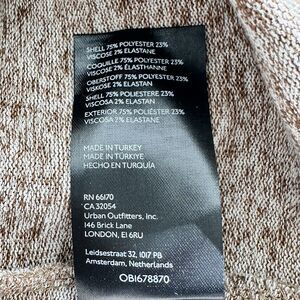 SHELL 75% POLYESTER 23%
VISCOSE 2% ELASTANE
COQUILLE 75% POLYESTER 23%
VISCOSE 2% ÉLASTHANNE
OBERSTOFF 75% POLYESTER 23%
VISKOSE 2% ELASTAN
SHELL 75% POLIESTERE 23%
VISCOSA 2% ELASTAN
EXTERIOR 75% POLIÉSTER 23%
VISCOSA 2% ELASTANE
MADE IN TURKEY
MADE IN TÜRKIYE
HECHO EN TURQUÍA
RN 66170
CA 32054
Urban Outfitters, Inc.
146 Brick Lane
LONDON, E1 6RU
Leidsestraat 32, 1017 PB
Amsterdam, Netherlands
OB1678870